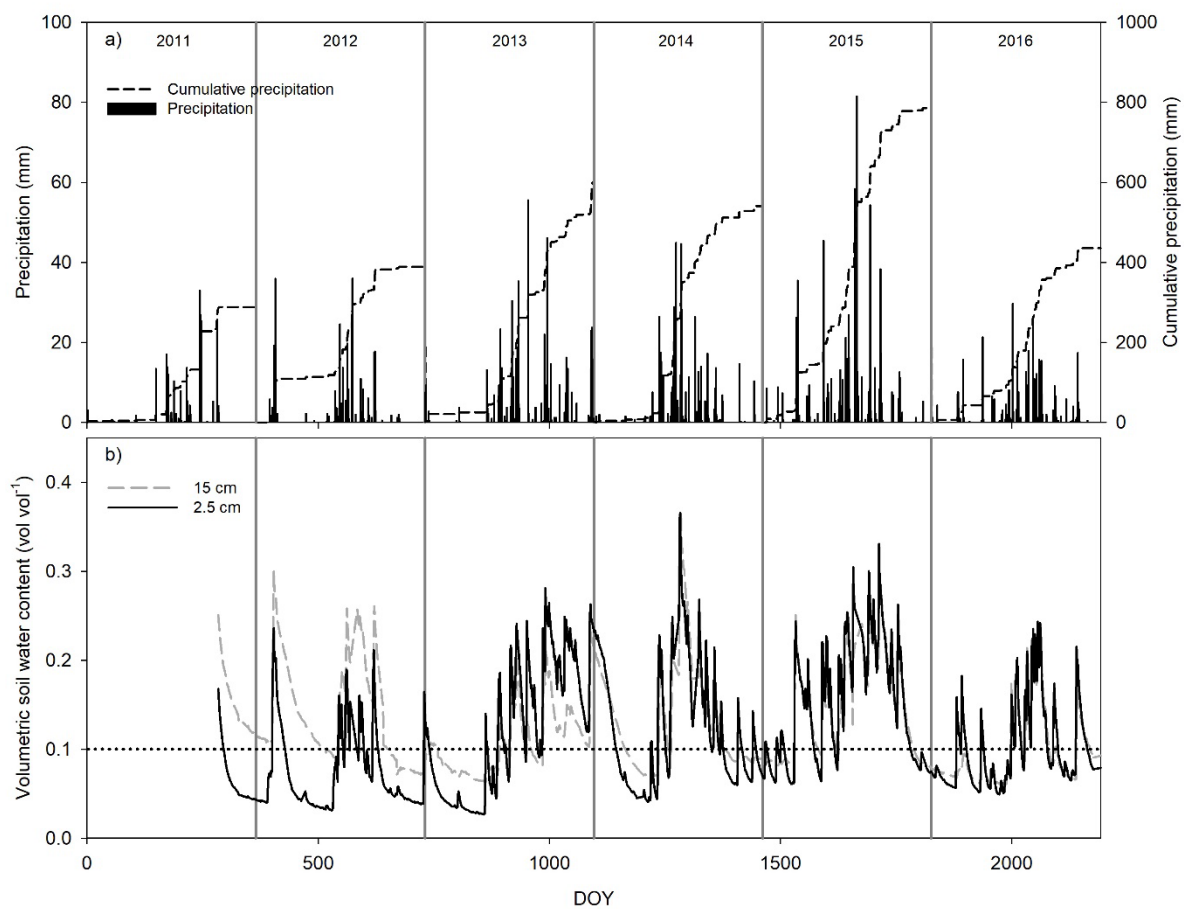 100
80
60
40
20
0
Precipitation (mm)
a)
2011
2012
2013
2014
2015
2016
Cumulative precipitation
Precipitation
1000
800
600
400
200
0
Cumulative precipitation (mm)
b)
15 cm
2.5 cm
0.4
0.3
0.2
0.1
0.0
Volumetric soil water content (vol vol⁻¹)
0
500
1000
1500
2000
DOY